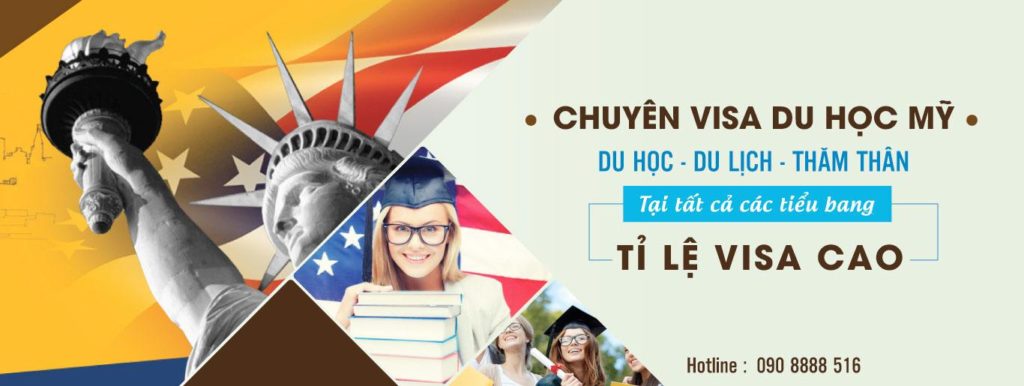 • CHUYÊN VISA DU HỌC MỸ •
DU HỌC - DU LỊCH - THĂM THÂN
Tại tất cả các tiểu bang
TỈ LỆ VISA CAO
Hotline : 090 8888 516